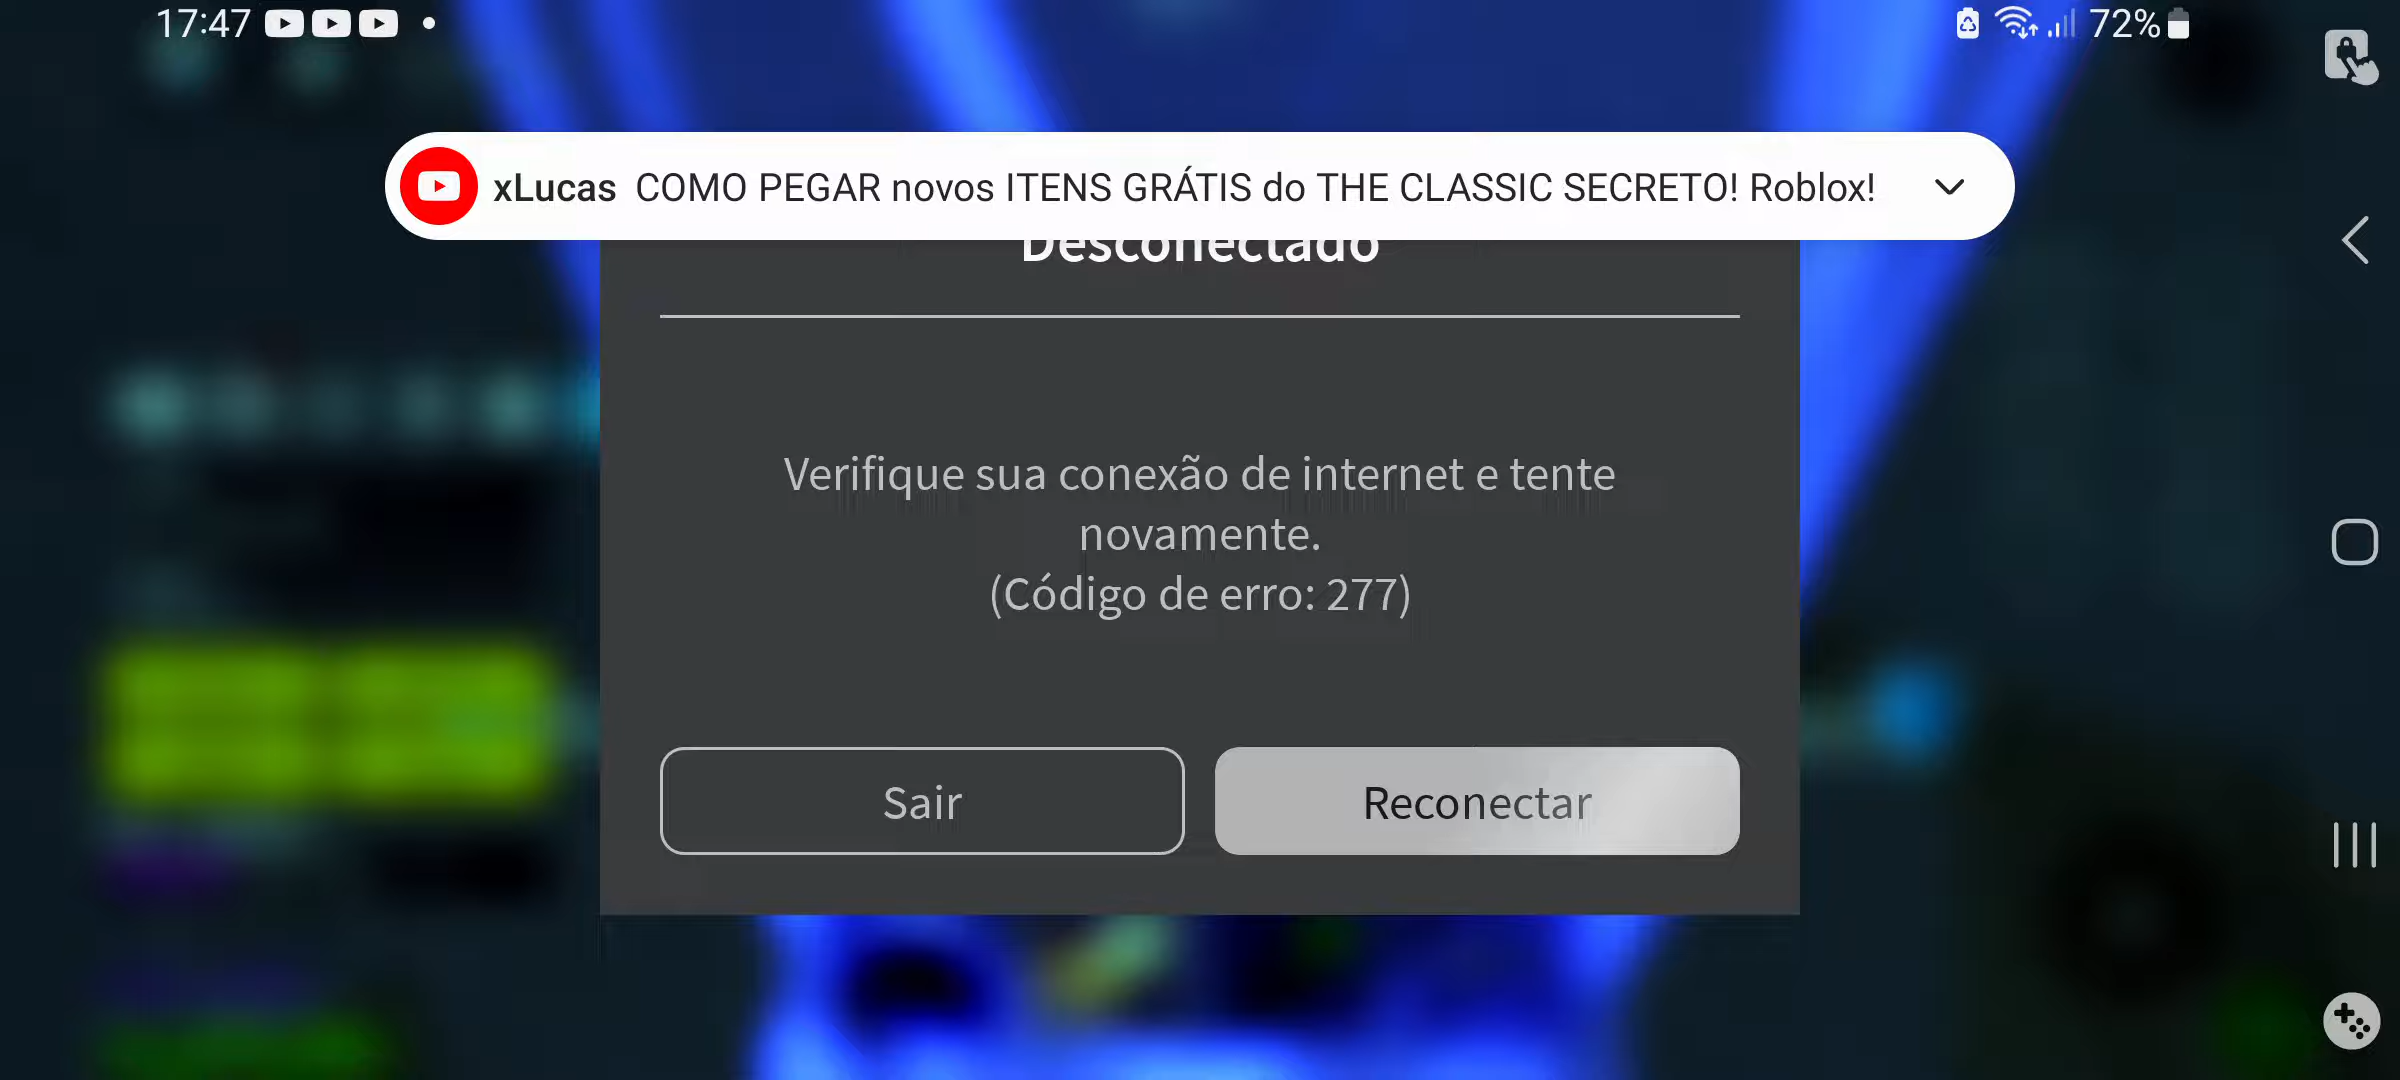 17:47
72%
xLucas COMO PEGAR novos ITENS GRÁTIS do THE CLASSIC SECRETO! Roblox!
Desconectado
Verifique sua conexão de internet e tente
novamente.
(Código de erro: 277)
Sair
Reconectar